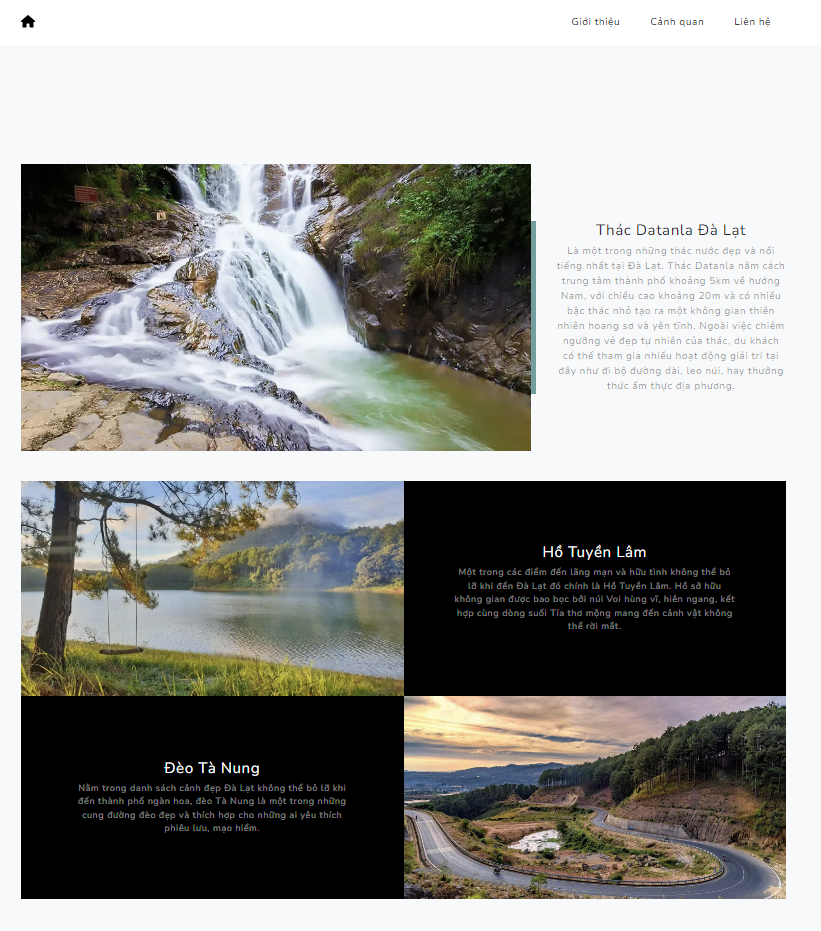 Giới thiệu
Cảnh quan
Liên hệ
Thác Datanla Đà Lạt
Là một trong những thác nước đẹp và nổi
tiếng nhất tại Đà Lạt. Thác Datanla nằm cách
trung tâm thành phố khoảng 5km về hướng
Nam, với chiều cao khoảng 20m và có nhiều
bậc thác nhỏ tạo ra một không gian thiên
nhiên hoang sơ và yên tĩnh. Ngoài việc chiêm
ngưỡng vẻ đẹp tự nhiên của thác, du khách
có thể tham gia nhiều hoạt động giải trí tại
đây như đi bộ đường dài, leo núi, hay thưởng
thức ẩm thực địa phương.
Hồ Tuyền Lâm
Một trong các điểm đến lãng mạn và hữu tình không thể bỏ
lỡ khi đến Đà Lạt đó chính là Hồ Tuyền Lâm. Hồ sở hữu
không gian được bao bọc bởi núi Voi hùng vĩ, hiên ngang, kết
hợp cùng dòng suối Tía thơ mộng mang đến cảnh vật không
thể rời mắt.
Đèo Tà Nung
Nằm trong danh sách cảnh đẹp Đà Lạt không thể bỏ lỡ khi
đến thành phố ngàn hoa, đèo Tà Nung là một trong những
cung đường đèo đẹp và thích hợp cho những ai yêu thích
phiêu lưu, mạo hiểm.